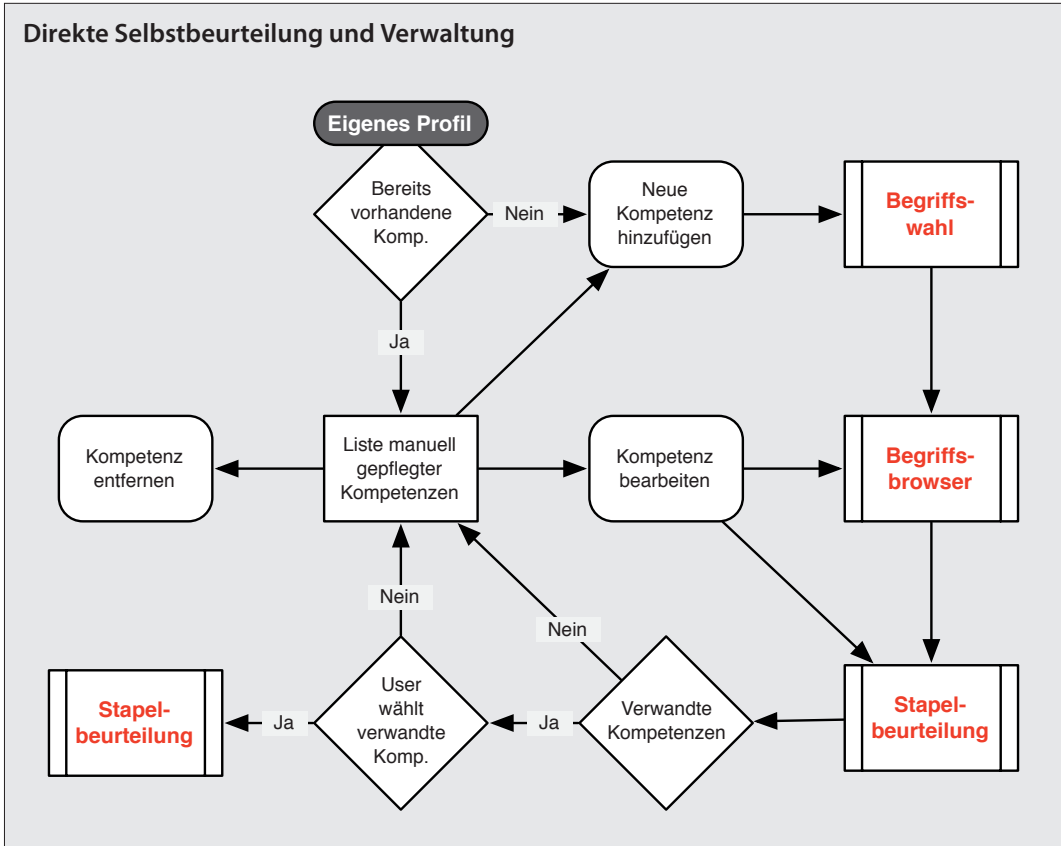 Direkte Selbstbeurteilung und Verwaltung
Eigenes Profil
Bereits
vorhandene
Komp.
Nein
Neue
Kompetenz
hinzufügen
Begriffs-
wahl
Ja
Kompetenz
entfernen
Liste manuell
gepflegter
Kompetenzen
Kompetenz
bearbeiten
Begriffs-
browser
Nein
Nein
Stapel-
beurteilung
Ja
User
wählt
verwandte
Komp.
Ja
Verwandte
Kompetenzen
Stapel-
beurteilung